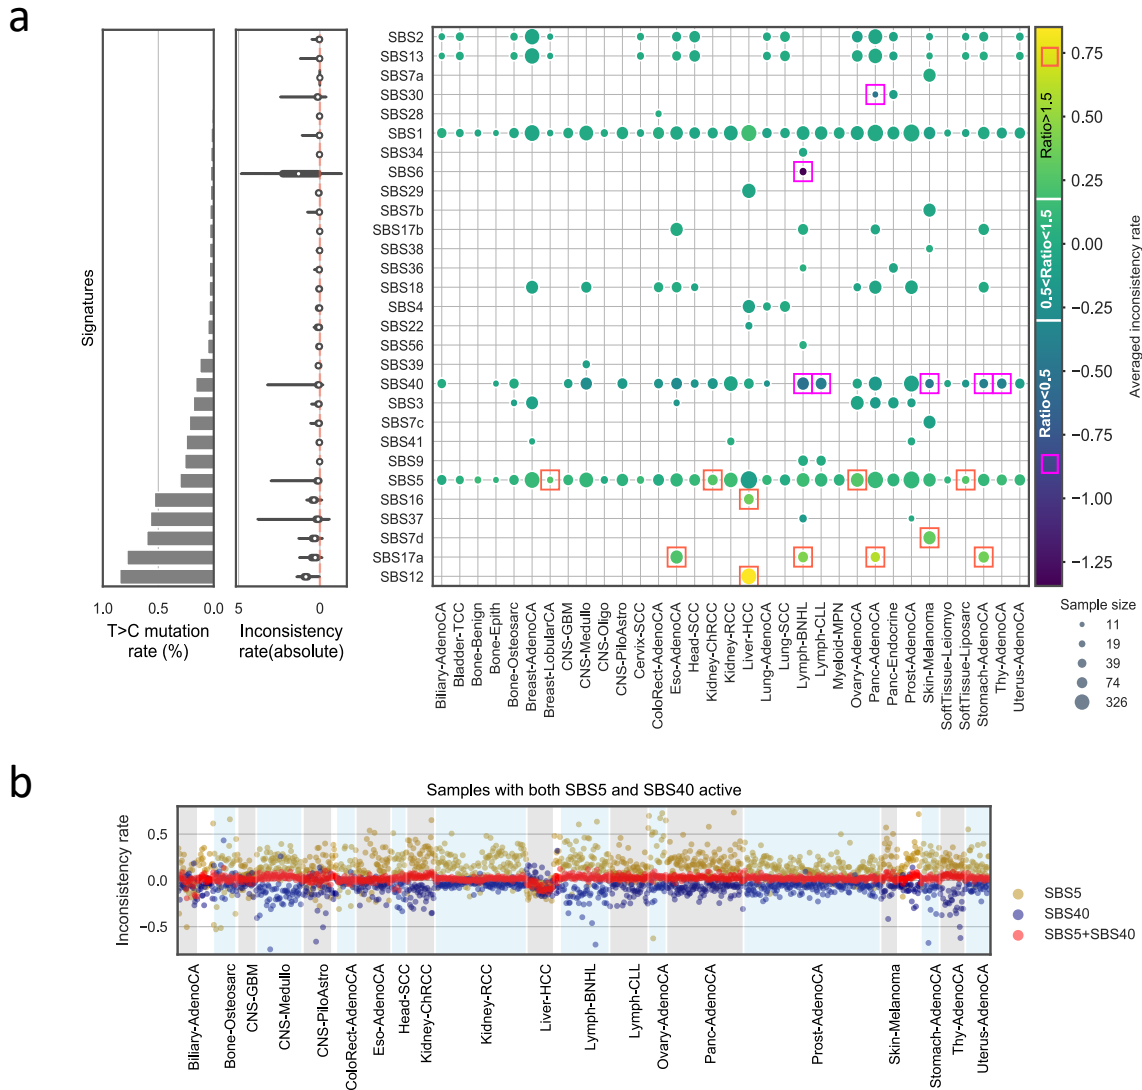 a
Signatures
SBS2
SBS13
SBS7a
SBS30
SBS28
SBS1
SBS34
SBS6
SBS29
SBS7b
SBS17b
SBS38
SBS36
SBS18
SBS4
SBS22
SBS56
SBS39
SBS40
SBS3
SBS7c
SBS41
SBS9
SBS5
SBS16
SBS37
SBS7d
SBS17a
SBS12
1.0 0.5 0.0
T>C mutation
rate (%)
5 0
Inconsistency
rate(absolute)
Biliary-AdenoCA
Bladder-TCC
Bone-Benign
Bone-Epith
Bone-Osteosarc
Breast-AdenoCA
Breast-LobularCA
CNS-GBM
CNS-Medullo
CNS-Oligo
CNS-PiloAstro
Cervix-SCC
ColoRect-AdenoCA
Eso-AdenoCA
Head-SCC
Kidney-ChRCC
Kidney-RCC
Liver-HCC
Lung-AdenoCA
Lung-SCC
Lymph-BNHL
Lymph-CLL
Myeloid-MPN
Ovary-AdenoCA
Panc-AdenoCA
Panc-Endocrine
Prost-AdenoCA
Skin-Melanoma
SoftTissue-Leiomyo
SoftTissue-Liposarc
Stomach-AdenoCA
Thy-AdenoCA
Uterus-AdenoCA
Ratio>1.5
0.5<Ratio<1.5
Ratio<0.5
0.75
0.50
0.25
0.00
−0.25
−0.50
−0.75
−1.00
−1.25
Averaged inconsistency rate
Sample size
11
19
39
74
326
b
Samples with both SBS5 and SBS40 active
Inconsistency rate
0.5
0.0
−0.5
SBS5
SBS40
SBS5+SBS40
Biliary-AdenoCA
Bone-Osteosarc
CNS-GBM
CNS-Medullo
CNS-PiloAstro
ColoRect-AdenoCA
Eso-AdenoCA
Head-SCC
Kidney-ChRCC
Kidney-RCC
Liver-HCC
Lymph-BNHL
Lymph-CLL
Ovary-AdenoCA
Panc-AdenoCA
Prost-AdenoCA
Skin-Melanoma
Stomach-AdenoCA
Thy-AdenoCA
Uterus-AdenoCA